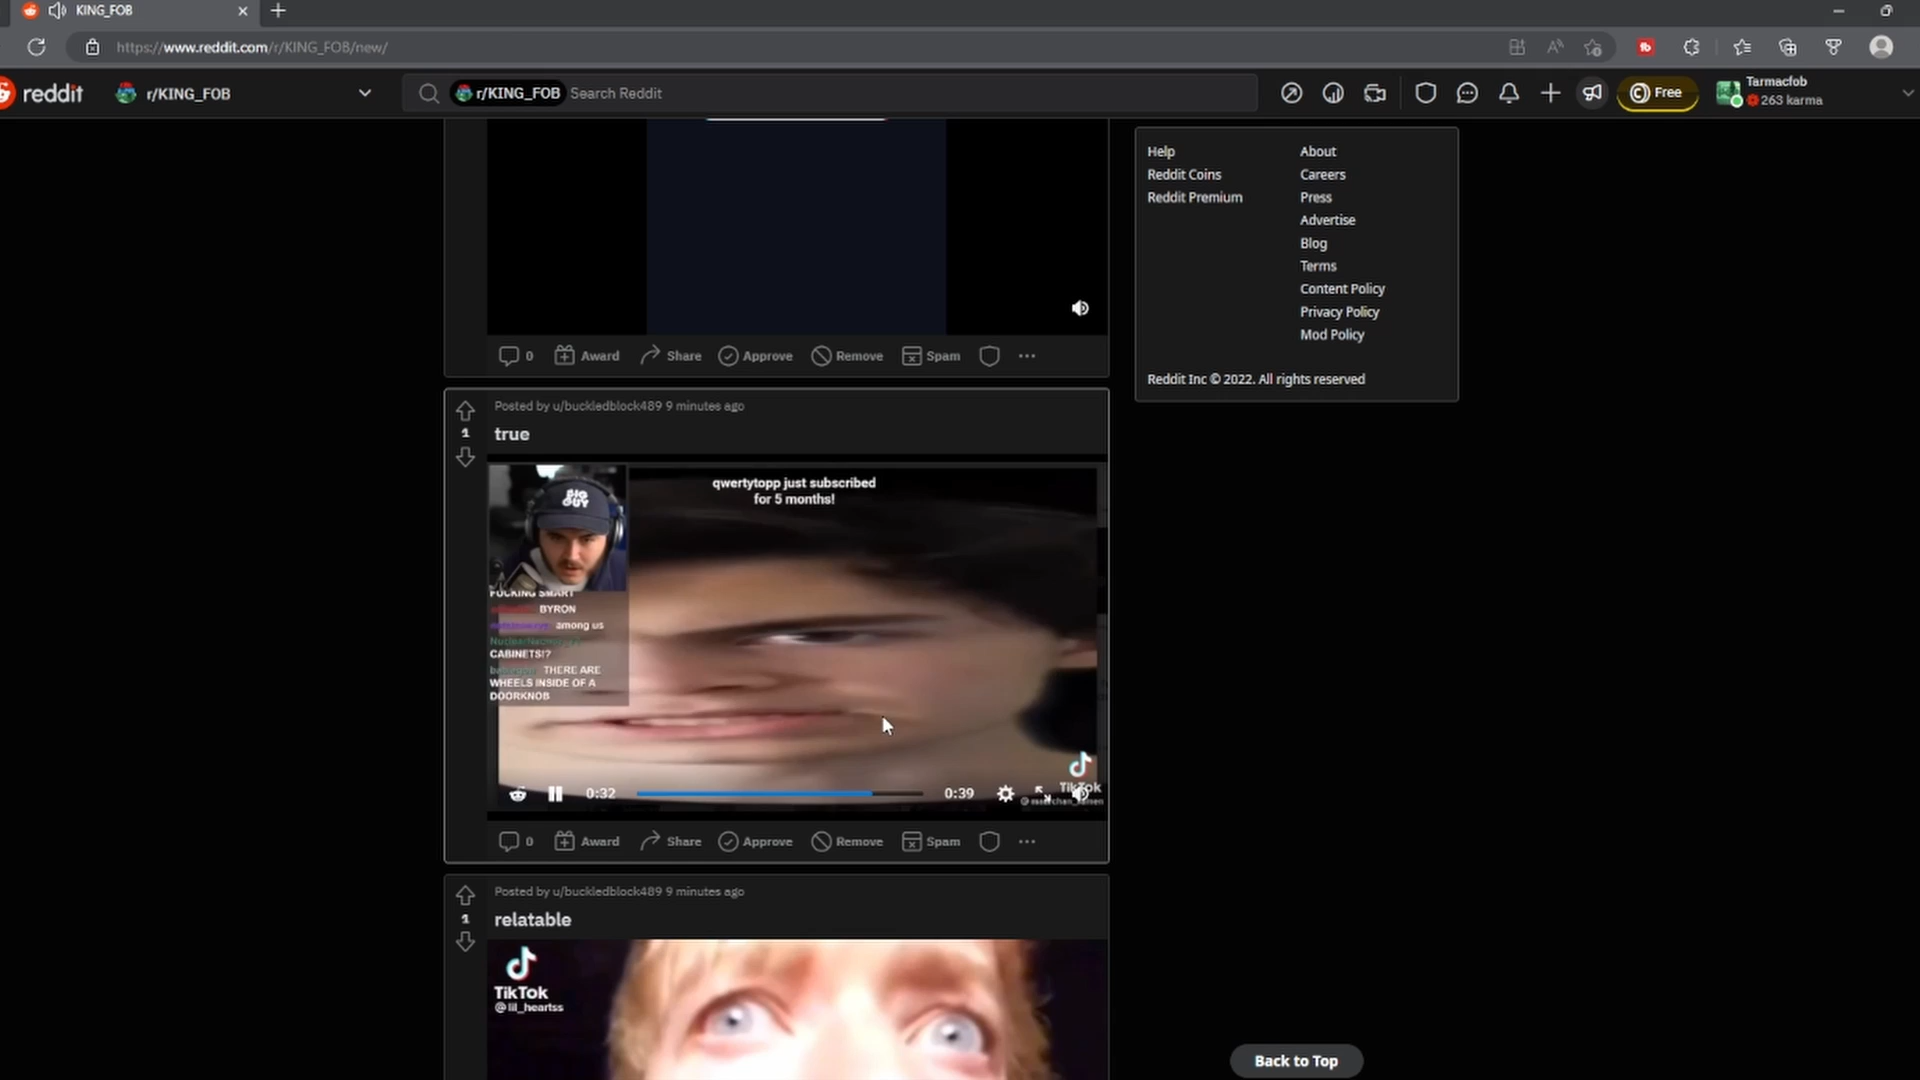 KING_FOB
https://www.reddit.com/r/KING_FOB/new/
reddit
r/KING_FOB
r/KING_FOB Search Reddit
Free
Tarmacfob
263 karma
Help
About
Reddit Coins
Careers
Reddit Premium
Press
Advertise
Blog
Terms
Content Policy
Privacy Policy
Mod Policy
Reddit Inc © 2022. All rights reserved
0 Award Share Approve Remove Spam
Posted by u/buckledblock489 9 minutes ago
1
true
qwertytopp just subscribed
for 5 months!
BIG
GUY
FUCKING SMART
BYRON
among us
CABINETS!?
THERE ARE
WHEELS INSIDE OF A
DOORKNOB
0:32
0:39
TikTok
0 Award Share Approve Remove Spam
Posted by u/buckledblock489 9 minutes ago
1
relatable
TikTok
@lil_heartss
Back to Top